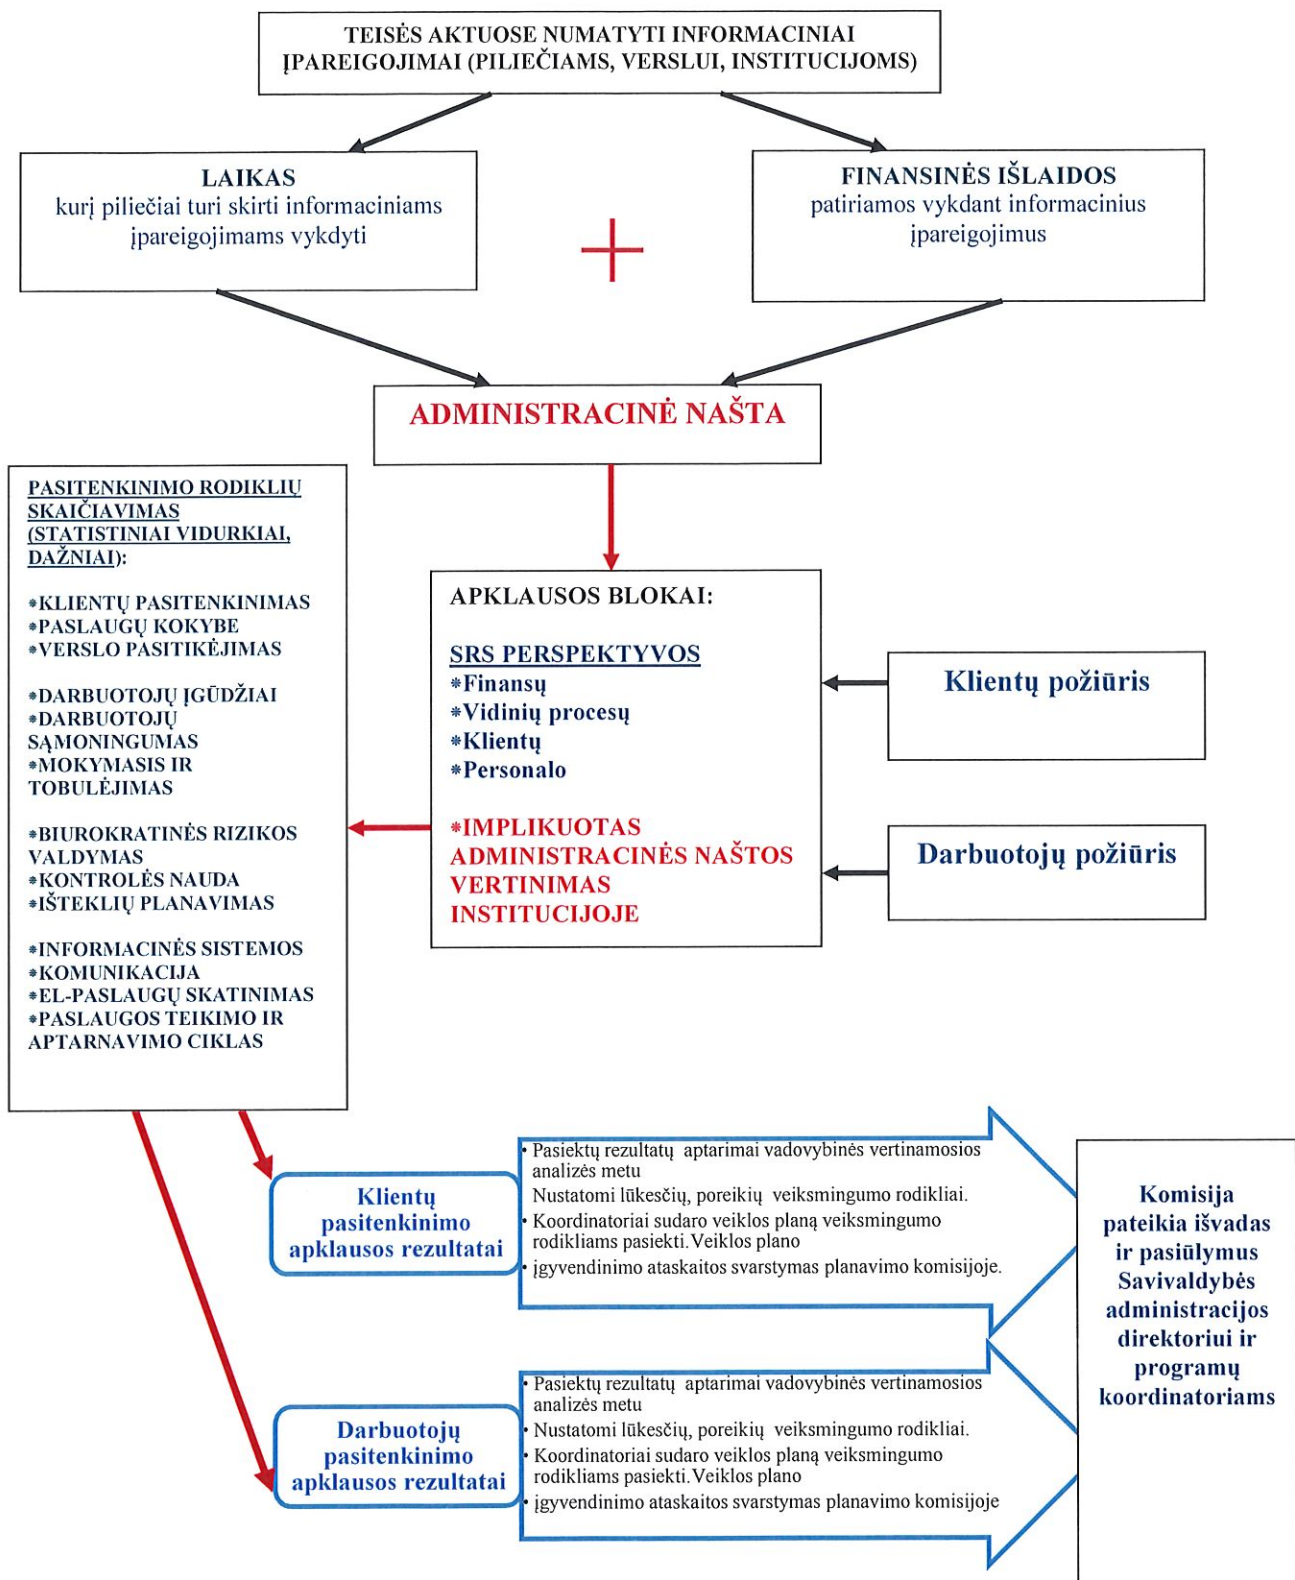 TEISĖS AKTUOSE NUMATYTI INFORMACINIAI
ĮPAREIGOJIMAI (PILIEČIAMS, VERSLUI, INSTITUCIJOMS)
LAIKAS
kurį piliečiai turi skirti informaciniams
įpareigojimams vykdyti
FINANSINĖS IŠLAIDOS
patiriamos vykdant informacinius
įpareigojimus
ADMINISTRACINĖ NAŠTA
PASITENKINIMO RODIKLIŲ
SKAIČIAVIMAS
(STATISTINIAI VIDURKIAI,
DAŽNIAI):
*KLIENTŲ PASITENKINIMAS
*PASLAUGŲ KOKYBE
*VERSLO PASITIKĖJIMAS
*DARBUOTOJŲ ĮGŪDŽIAI
*DARBUOTOJŲ
SĄMONINGUMAS
*MOKYMASIS IR
TOBULĖJIMAS
*BIUROKRATINĖS RIZIKOS
VALDYMAS
*KONTROLĖS NAUDA
*IŠTEKLIŲ PLANAVIMAS
*INFORMACINĖS SISTEMOS
*KOMUNIKACIJA
*EL-PASLAUGŲ SKATINIMAS
*PASLAUGOS TEIKIMO IR
APTARNAVIMO CIKLAS
APKLAUSOS BLOKAI:
SRS PERSPEKTYVOS
*Finansų
*Vidinių procesų
*Klientų
*Personalo
*IMPLIKUOTAS
ADMINISTRACINĖS NAŠTOS
VERTINIMAS
INSTITUCIJOJE
Klientų požiūris
Darbuotojų požiūris
Klientų
pasitenkinimo
apklausos rezultatai
• Pasiektų rezultatų aptarimai vadovybinės vertinamosios
analizės metu
Nustatomi lūkesčių, poreikių veiksmingumo rodikliai.
• Koordinatoriai sudaro veiklos planą veiksmingumo
rodikliams pasiekti.Veiklos plano
• įgyvendinimo ataskaitos svarstymas planavimo komisijoje.
Darbuotojų
pasitenkinimo
apklausos rezultatai
• Pasiektų rezultatų aptarimai vadovybinės vertinamosios
analizės metu
• Nustatomi lūkesčių, poreikių veiksmingumo rodikliai.
• Koordinatoriai sudaro veiklos planą veiksmingumo
rodikliams pasiekti.Veiklos plano
• įgyvendinimo ataskaitos svarstymas planavimo komisijoje
Komisija
pateikia išvadas
ir pasiūlymus
Savivaldybės
administracijos
direktoriui ir
programų
koordinatoriams